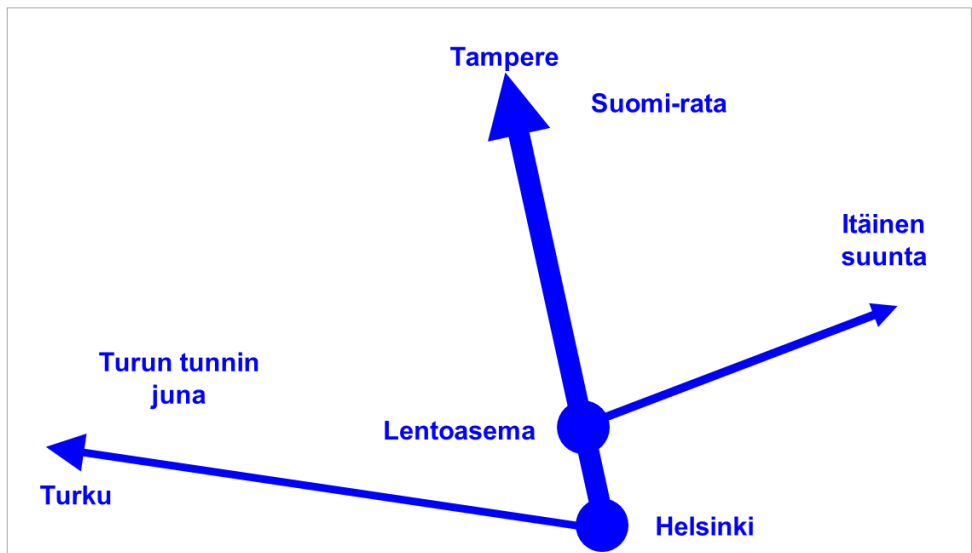 Tampere
Suomi-rata
Itäinen
suunta
Turun tunnin
juna
Lentoasema
Turku
Helsinki